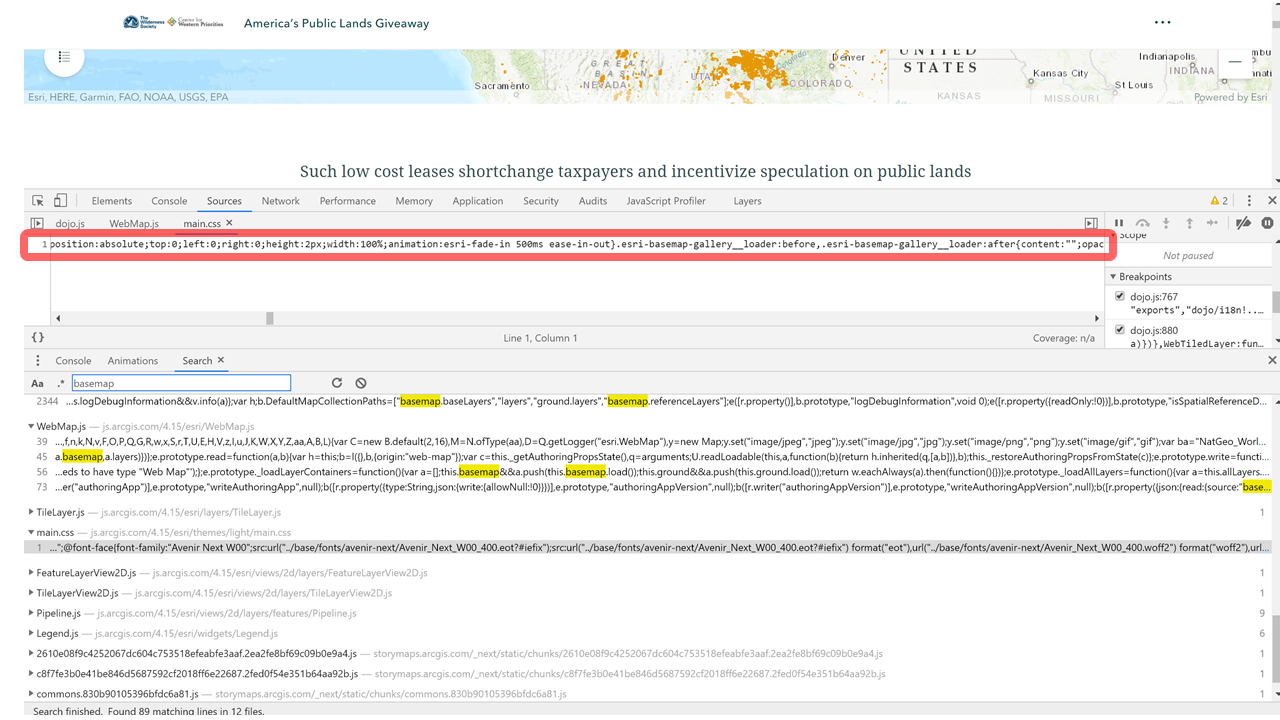 The Wilderness Society Center for Western Priorities America's Public Lands Giveaway
UNITED STATES
GREAT BASIN
Denver
Indianapolis
UTAH
INDIANA
Kansas City
Sacramento
NEVADA
COLORADO
St Louis
KANSAS
MISSOURI
Esri, HERE, Garmin, FAO, NOAA, USGS, EPA
Powered by Esri
Such low cost leases shortchange taxpayers and incentivize speculation on public lands
Elements Console Sources Network Performance Memory Application Security Audits JavaScript Profiler Layers 2
dojo.js WebMap.js main.css
Scope
1 position:absolute;top:0;left:0;right:0;height:2px;width:100%;animation:esri-fade-in 500ms ease-in-out}.esri-basemap-gallery__loader:before,.esri-basemap-gallery__loader:after{content:"";opac
Not paused
Breakpoints
dojo.js:767
"exports","dojo/i18n!...
dojo.js:880
a)})},WebTiledLayer:fun...
{} Line 1, Column 1 Coverage: n/a
Console Animations Search
Aa .* basemap
2344 ...s.logDebugInformation&&v.info(a)};var h;b.DefaultMapCollectionPaths=["basemap.baseLayers","layers","ground.layers","basemap.referenceLayers"];e([r.property()],b.prototype,"logDebugInformation",void 0);e([r.property({readOnly:!0})],b.prototype,"isSpatialReferenceD...
WebMap.js — js.arcgis.com/4.15/esri/WebMap.js
39 ...,f,n,k,N,v,F,O,P,Q,G,R,w,x,S,r,T,U,E,H,V,z,I,u,J,K,W,X,Y,Z,aa,A,B,L){var C=new B.default(2,16),M=N.ofType(aa),D=Q.getLogger("esri.WebMap"),y=new Map;y.set("image/jpeg","jpeg");y.set("image/jpg","jpg");y.set("image/png","png");y.set("image/gif","gif");var ba="NatGeo_Worl...
45 a.basemap,a.layers)}});e.prototype.read=function(a,b){var h=this;b=l({},b,{origin:"web-map"});var c=this._getAuthoringPropsState(),q=arguments;U.readLoadable(this,a,function(b){return h.inherited(q,[a,b])},b);this._restoreAuthoringPropsFromState(c)};e.prototype.write=functio...
56 ...eds to have type "Web Map"');};e.prototype._loadLayerContainers=function(){var a=[];this.basemap&&a.push(this.basemap.load());this.ground&&a.push(this.ground.load());return w.eachAlways(a).then(function(){})};e.prototype._loadAllLayers=function(){var a=this.allLayers....
73 ...er("authoringApp")],e.prototype,"writeAuthoringApp",null);b([r.property({type:String,json:{write:{allowNull:!0}}})],e.prototype,"authoringAppVersion",null);b([r.writer("authoringAppVersion")],e.prototype,"writeAuthoringAppVersion",null);b([r.property({json:{read:{source:"base...
TileLayer.js — js.arcgis.com/4.15/esri/layers/TileLayer.js 1
main.css — js.arcgis.com/4.15/esri/themes/light/main.css
1 ...";@font-face{font-family:"Avenir Next W00";src:url("../base/fonts/avenir-next/Avenir_Next_W00_400.eot?#iefix");src:url("../base/fonts/avenir-next/Avenir_Next_W00_400.eot?#iefix") format("eot"),url("../base/fonts/avenir-next/Avenir_Next_W00_400.woff2") format("woff2"),url...
FeatureLayerView2D.js — js.arcgis.com/4.15/esri/views/2d/layers/FeatureLayerView2D.js 1
TileLayerView2D.js — js.arcgis.com/4.15/esri/views/2d/layers/TileLayerView2D.js 1
Pipeline.js — js.arcgis.com/4.15/esri/views/2d/layers/features/Pipeline.js 9
Legend.js — js.arcgis.com/4.15/esri/widgets/Legend.js 6
2610e08f9c4252067dc604c753518efeabfe3aaf.2ea2fe8bf69c09b0e9a4.js — storymaps.arcgis.com/_next/static/chunks/2610e08f9c4252067dc604c753518efeabfe3aaf.2ea2fe8bf69c09b0e9a4.js 1
c8f7fe3b0e41be846d5687592cf2018ff6e22687.2fed0f54e351b64aa92b.js — storymaps.arcgis.com/_next/static/chunks/c8f7fe3b0e41be846d5687592cf2018ff6e22687.2fed0f54e351b64aa92b.js 1
commons.830b90105396bfdc6a81.js — storymaps.arcgis.com/_next/static/chunks/commons.830b90105396bfdc6a81.js 1
Search finished. Found 89 matching lines in 12 files.